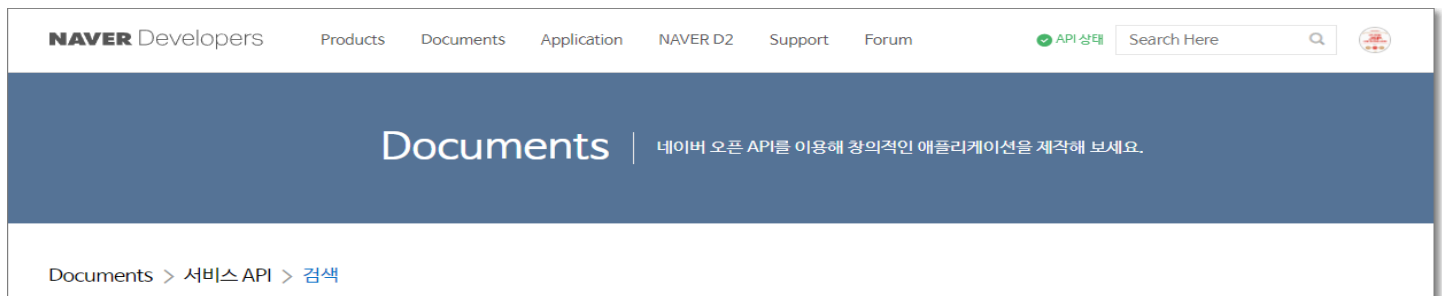 NAVER Developers Products Documents Application NAVER D2 Support Forum API 상태 Search Here
Documents 네이버 오픈 API를 이용해 창의적인 애플리케이션을 제작해 보세요.
Documents > 서비스 API > 검색